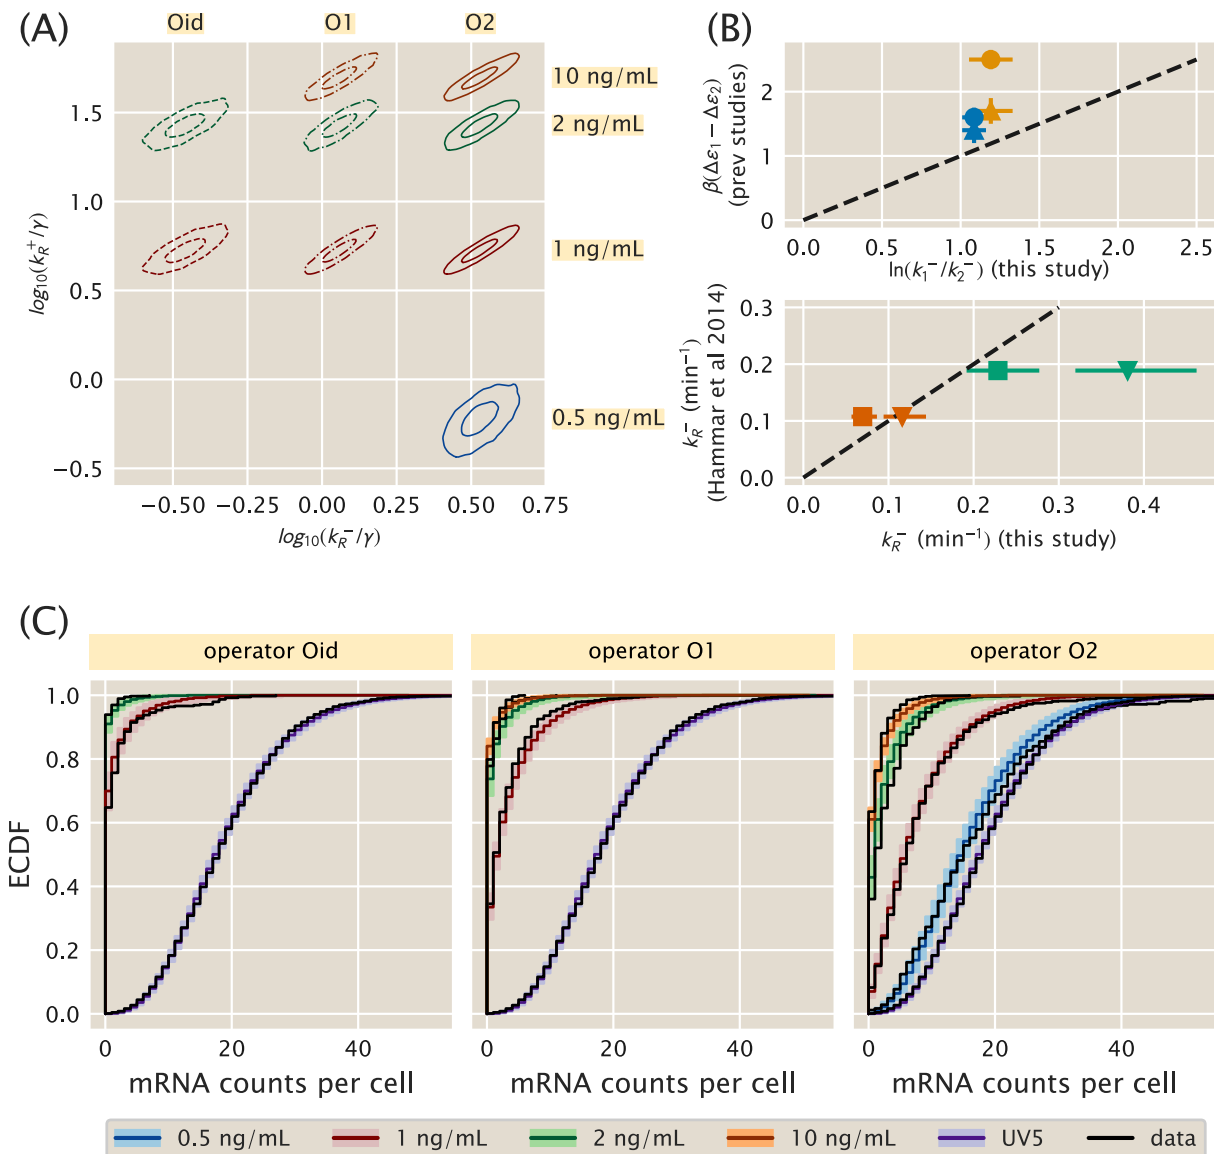 (A)
Oid O1 O2
10 ng/mL
2 ng/mL
1 ng/mL
0.5 ng/mL
1.5
1.0
0.5
0.0
−0.5
log₁₀(k_R⁺/γ)
−0.50 −0.25 0.00 0.25 0.50 0.75
log₁₀(k_R⁻/γ)
(B)
2
1
0
β(Δε₁ − Δε₂)
(prev studies)
0.0 0.5 1.0 1.5 2.0 2.5
ln(k₁⁻/k₂⁻) (this study)
0.3
0.2
0.1
0.0
k_R⁻ (min⁻¹)
(Hammar et al 2014)
0.0 0.1 0.2 0.3 0.4
k_R⁻ (min⁻¹) (this study)
(C)
operator Oid operator O1 operator O2
1.0
0.8
0.6
0.4
0.2
0.0
ECDF
0 20 40 0 20 40 0 20 40
mRNA counts per cell mRNA counts per cell mRNA counts per cell
0.5 ng/mL 1 ng/mL 2 ng/mL 10 ng/mL UV5 data